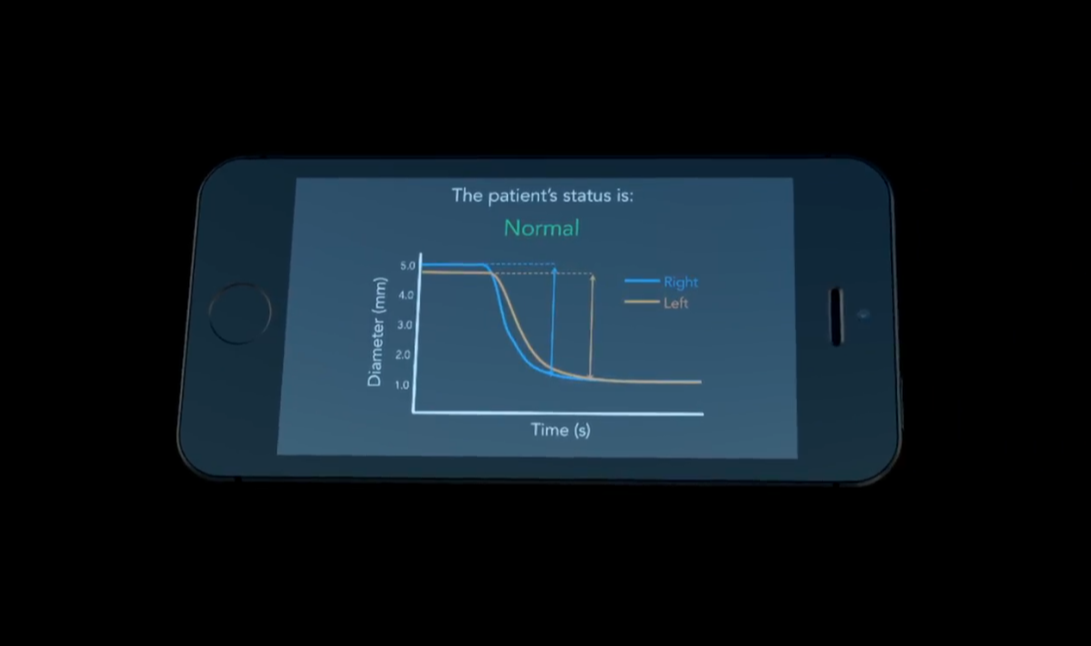 The patient's status is:
Normal
Diameter (mm)
5.0
4.0
3.0
2.0
1.0
Right
Left
Time (s)